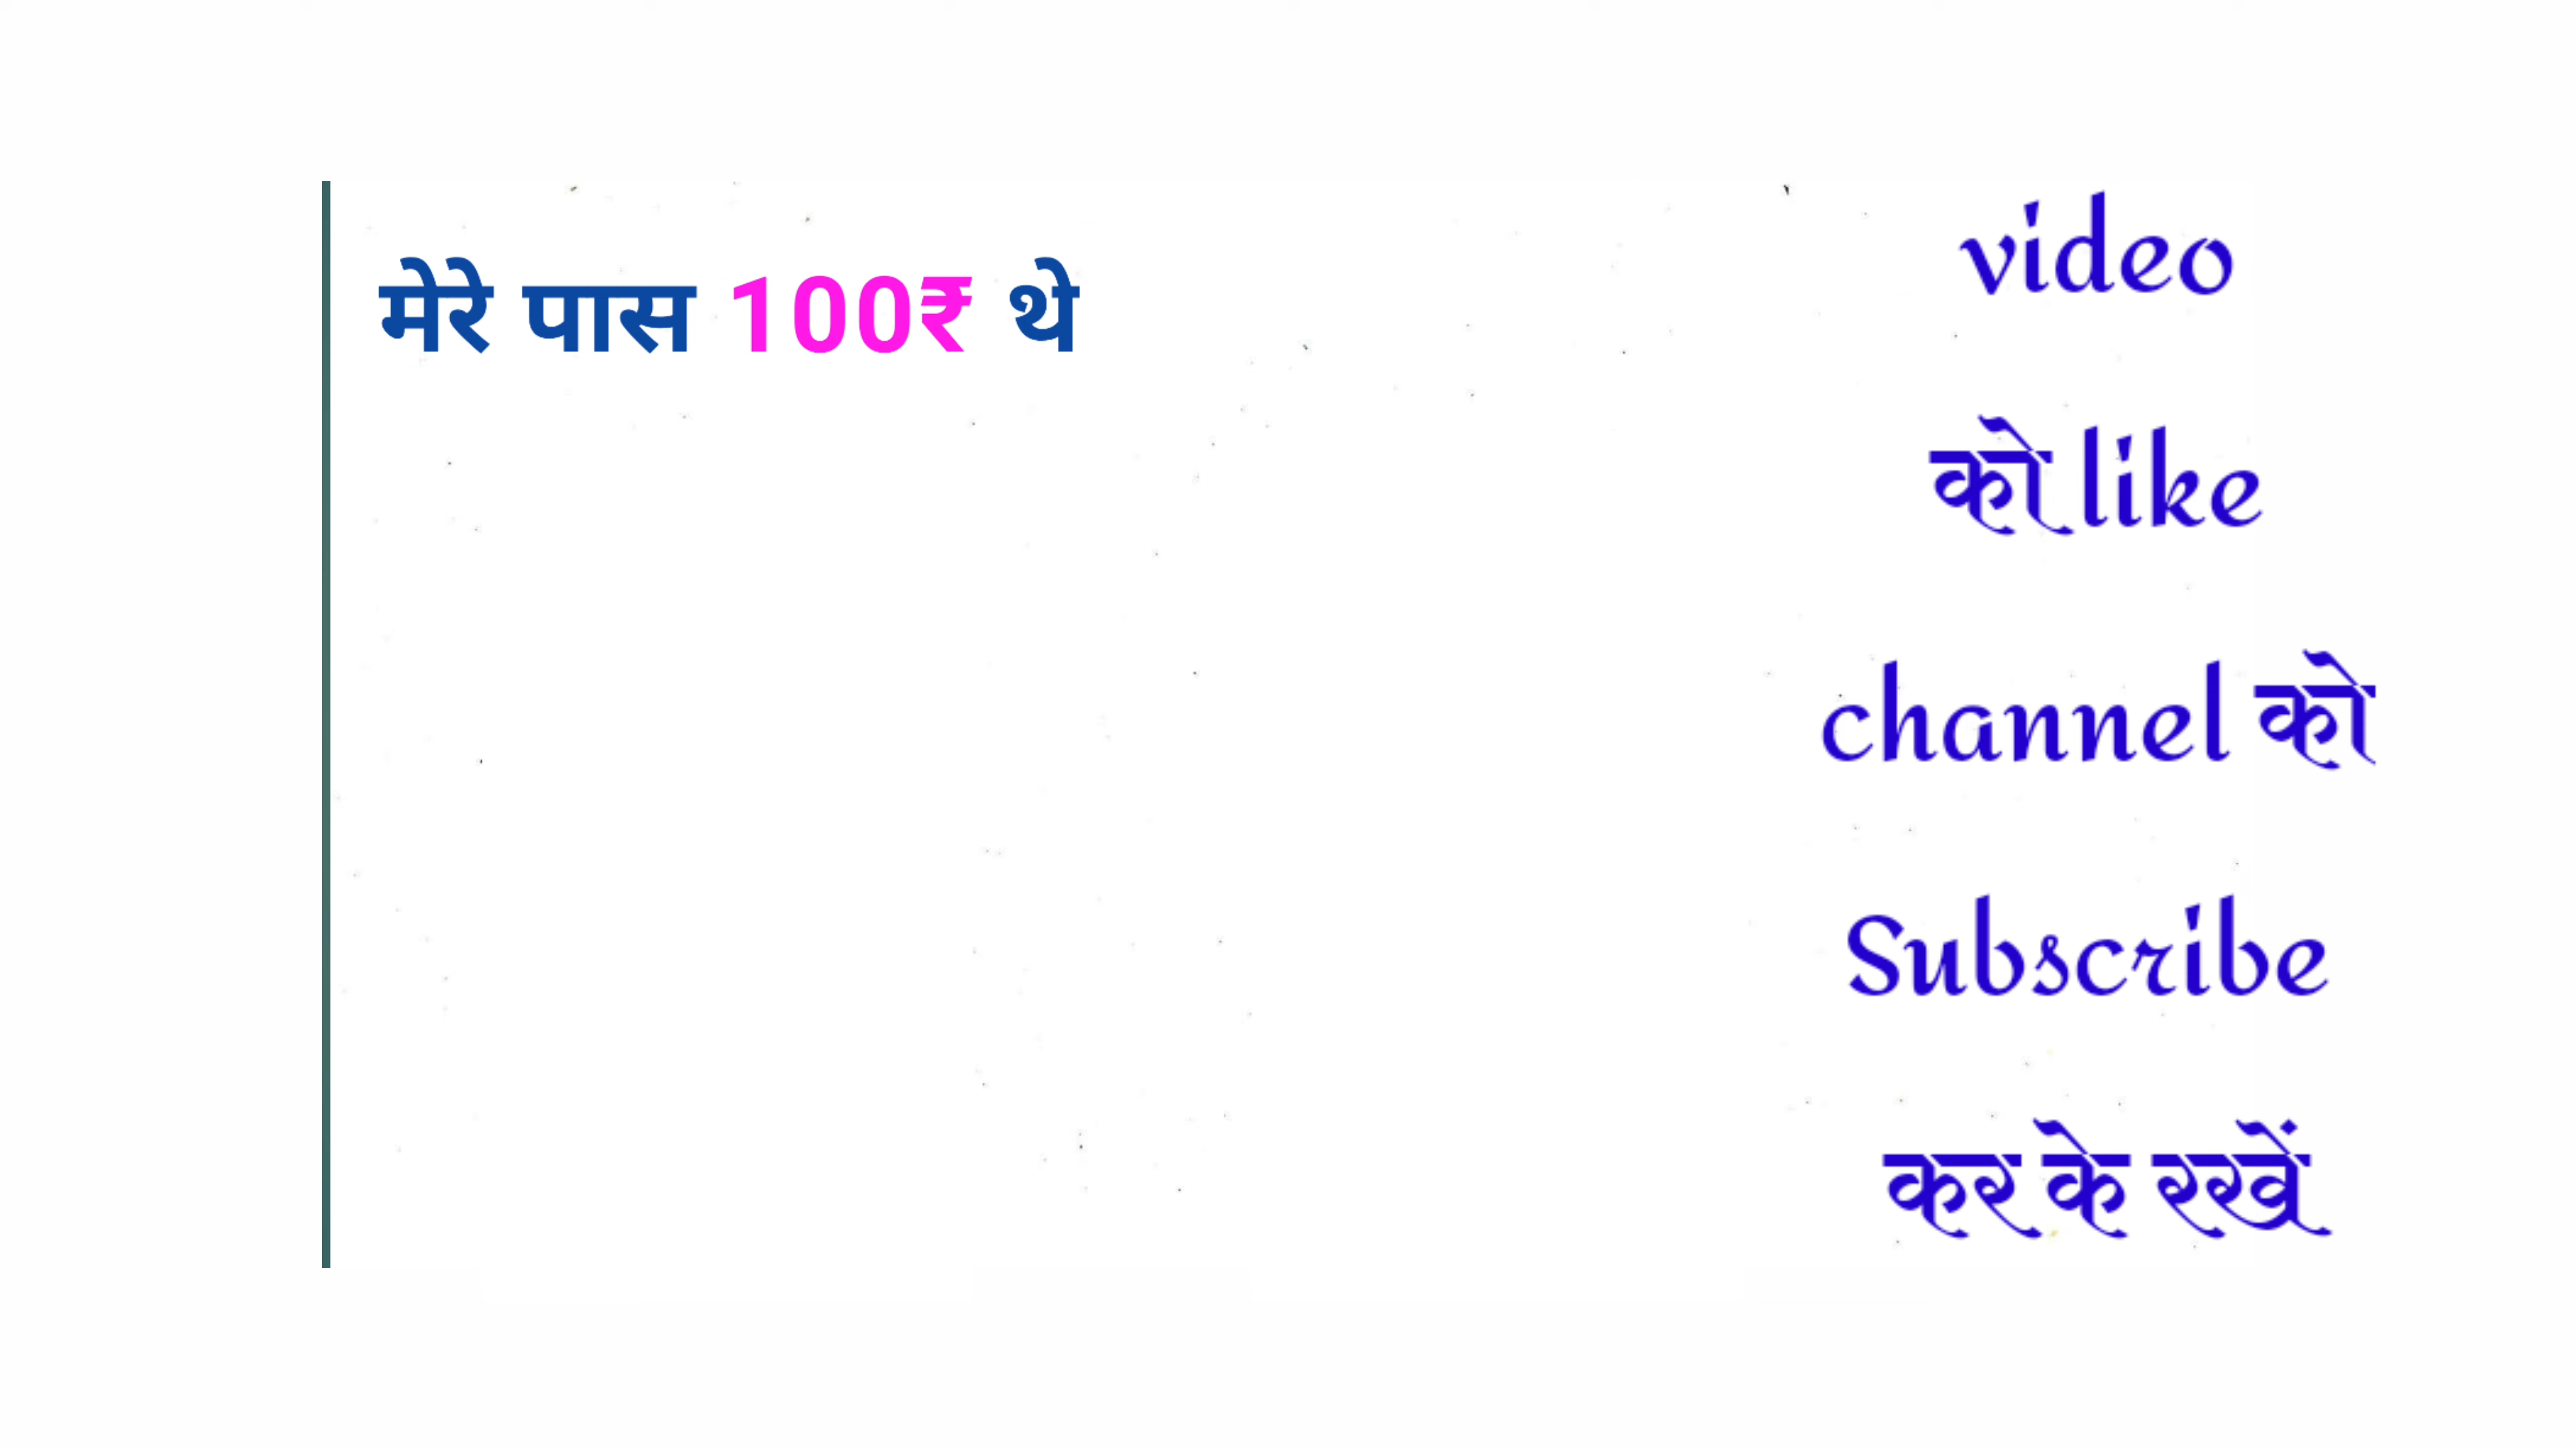 मेरे पास 100₹ थे
video
को like
channel को
Subscribe
कर के रखें